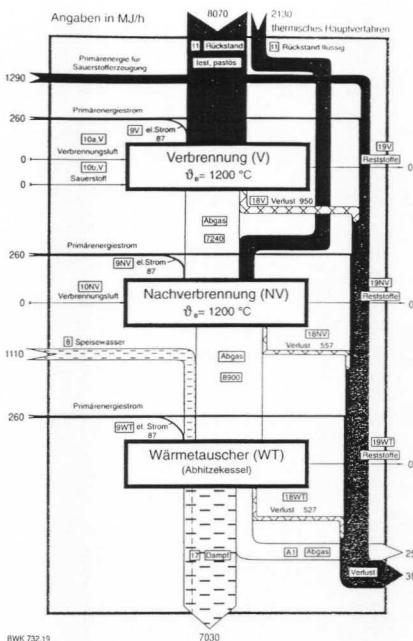 Angaben in MJ/h
8070
2130
thermisches Hauptverfahren
11 Rückstand
fest, pastös
11 Rückstand flüssig
Primärenergie für
Sauerstofferzeugung
1290
Primärenergiestrom
260
9V el.Strom
87
10a,V
Verbrennungsluft
0
10b,V
Sauerstoff
0
Verbrennung (V)
= 1200 °C
19V
Reststoffe
0
18V Verlust 950
Abgas
7240
Primärenergiestrom
260
9NV el.Strom
87
10NV
Verbrennungsluft
0
Nachverbrennung (NV)
= 1200 °C
19NV
Reststoffe
0
8 Speisewasser
1110
18NV
Verlust 557
Abgas
8900
Primärenergiestrom
260
9WT el. Strom
87
Wärmetauscher (WT)
(Abhitzekessel)
19WT
Reststoffe
0
18WT
Verlust 527
17 Dampf
A1 Abgas
Verlust
7030
BWK 732.19